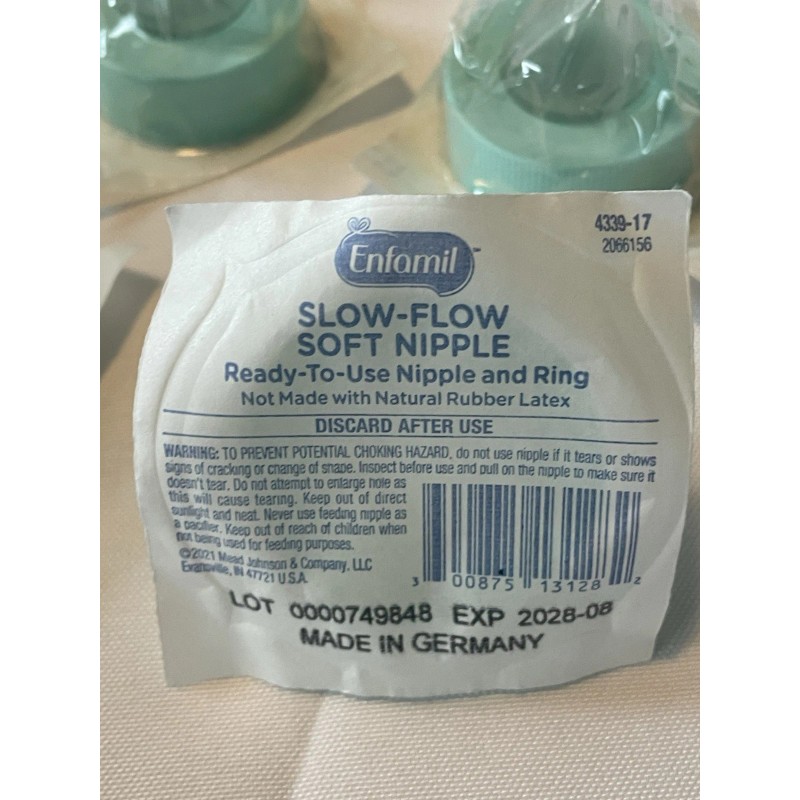 Enfamil™
4339-17
2066156
SLOW-FLOW
SOFT NIPPLE
Ready-To-Use Nipple and Ring
Not Made with Natural Rubber Latex
DISCARD AFTER USE
WARNING: TO PREVENT POTENTIAL CHOKING HAZARD, do not use nipple if it tears or shows
signs of cracking or change of shape. Inspect before use and pull on the nipple to make sure it
doesn't tear. Do not attempt to enlarge hole as
this will cause tearing. Keep out of direct
sunlight and heat. Never use feeding nipple as
a pacifier. Keep out of reach of children when
not being used for feeding purposes.
©2021 Mead Johnson & Company, LLC
Evansville, IN 47721 U.S.A.
3 00875 13128 2
LOT 0000749848 EXP 2028-08
MADE IN GERMANY